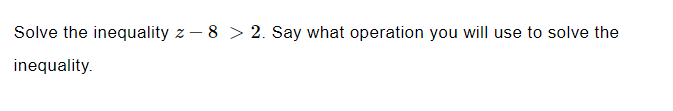 Solve the inequality z − 8 > 2. Say what operation you will use to solve the
inequality.